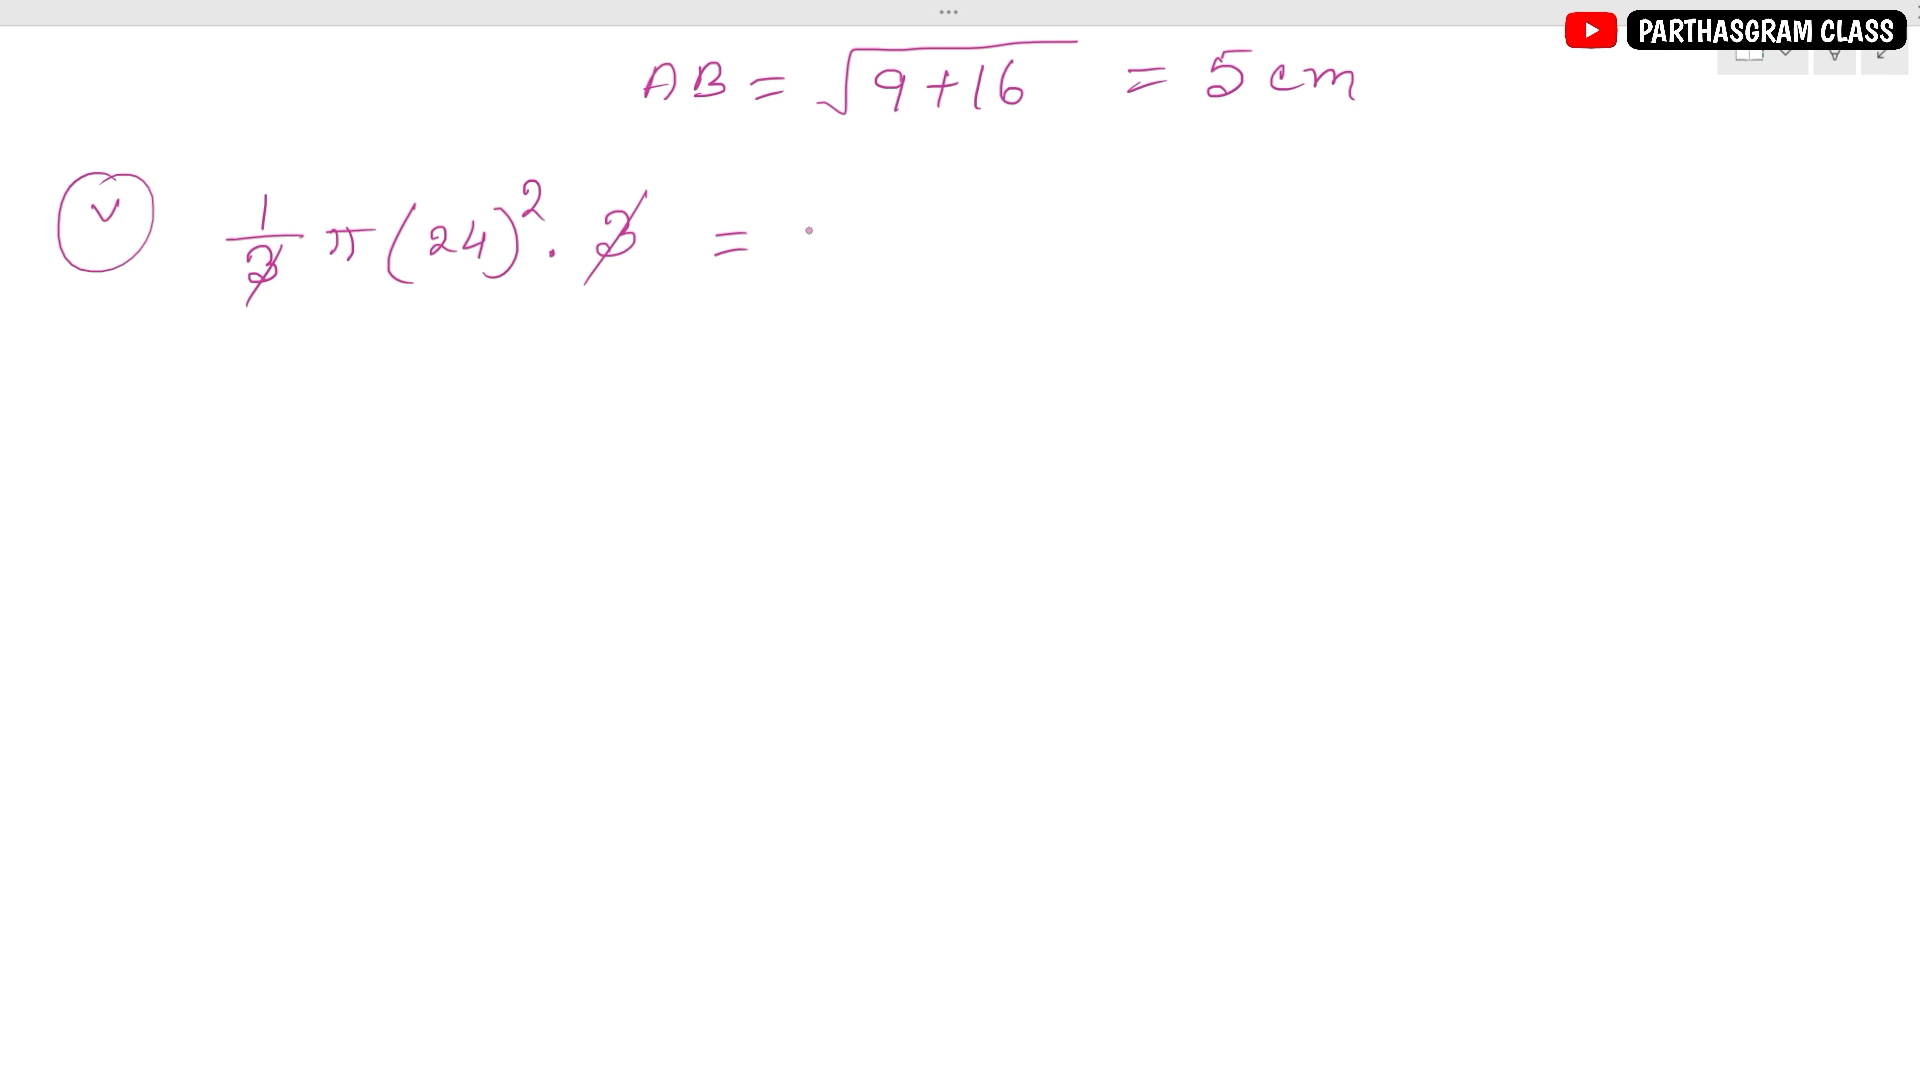 PARTHASGRAM CLASS
AB = √9+16 = 5 cm
v 1/3 π (24)² . 3 =